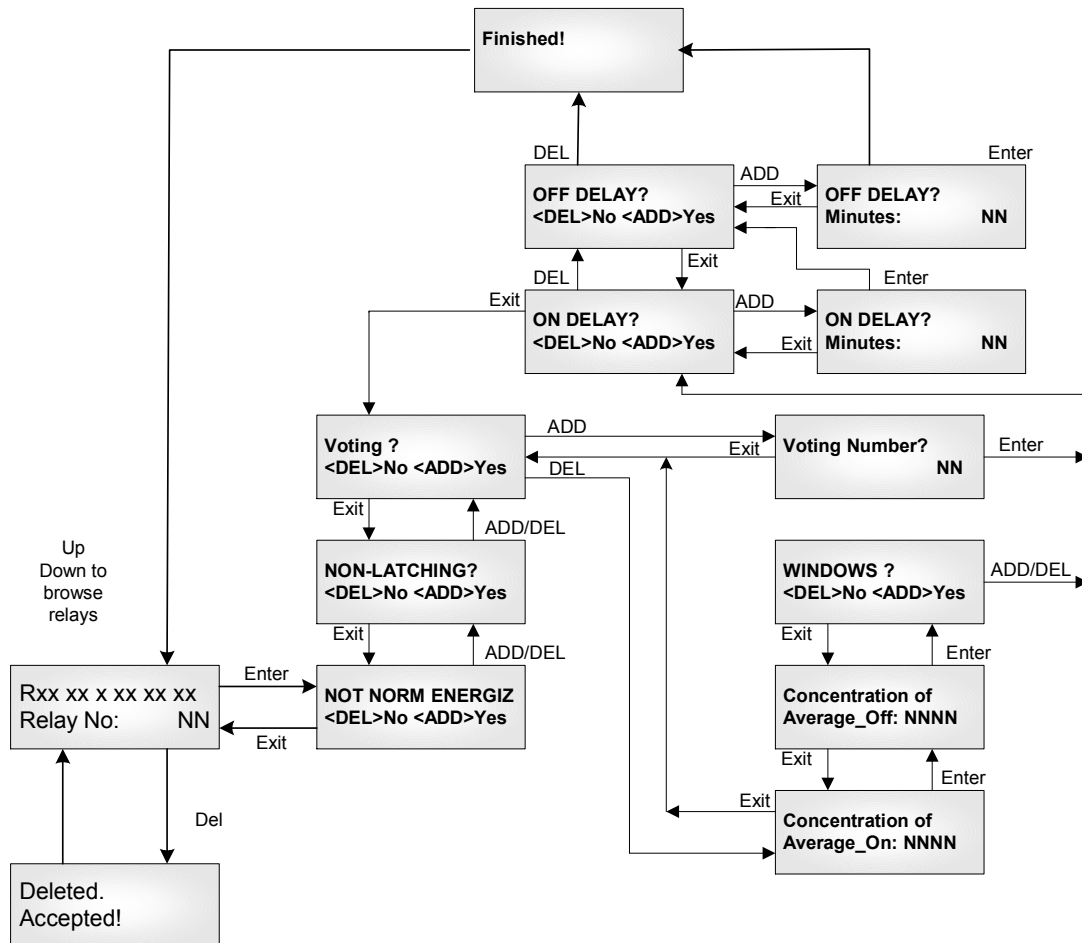 Finished!
DEL
Enter
OFF DELAY?
<DEL>No <ADD>Yes
ADD
Exit
OFF DELAY?
Minutes: NN
DEL
Exit
Enter
Exit
ON DELAY?
<DEL>No <ADD>Yes
ADD
Exit
ON DELAY?
Minutes: NN
Voting ?
<DEL>No <ADD>Yes
ADD
Exit
DEL
Voting Number?
NN
Enter
Exit
ADD/DEL
Up
Down to
browse
relays
NON-LATCHING?
<DEL>No <ADD>Yes
WINDOWS ?
<DEL>No <ADD>Yes
ADD/DEL
Exit
ADD/DEL
Exit
Enter
Rxx xx x xx xx xx
Relay No: NN
Enter
Exit
NOT NORM ENERGIZ
<DEL>No <ADD>Yes
Concentration of
Average_Off: NNNN
Exit
Enter
Exit
Concentration of
Average_On: NNNN
Del
Deleted.
Accepted!